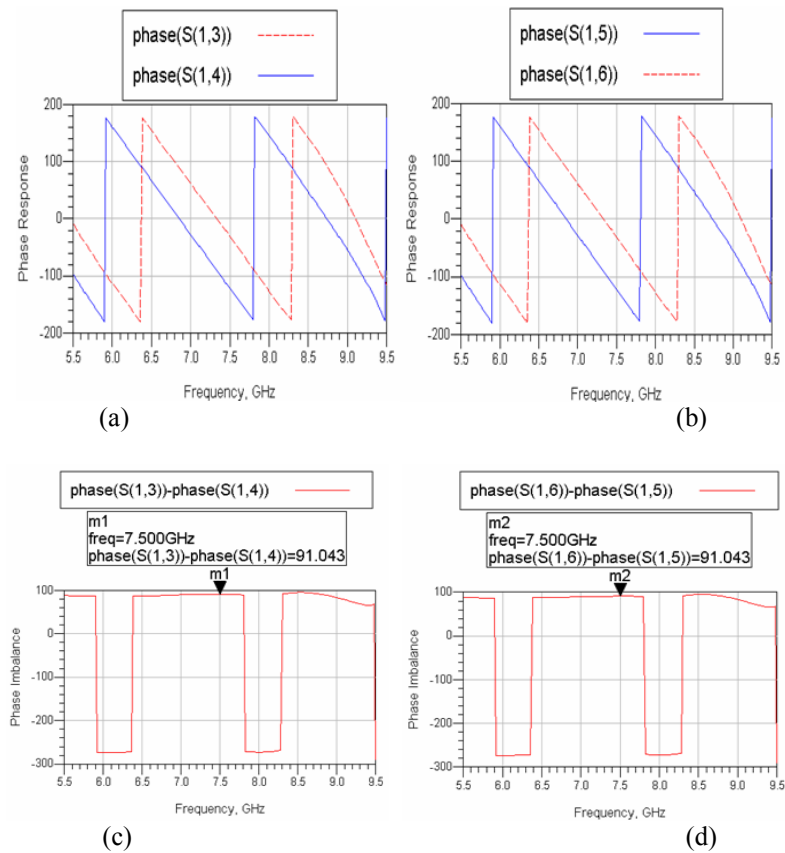 phase(S(1,3))
phase(S(1,4))
200
100
0
-100
-200
Phase Response
5.5 6.0 6.5 7.0 7.5 8.0 8.5 9.0 9.5
Frequency, GHz
(a)
phase(S(1,5))
phase(S(1,6))
200
100
0
-100
-200
Phase Response
5.5 6.0 6.5 7.0 7.5 8.0 8.5 9.0 9.5
Frequency, GHz
(b)
phase(S(1,3))-phase(S(1,4))
m1
freq=7.500GHz
phase(S(1,3))-phase(S(1,4))=91.043
m1
100
0
-100
-200
-300
Phase Imbalance
5.5 6.0 6.5 7.0 7.5 8.0 8.5 9.0 9.5
Frequency, GHz
(c)
phase(S(1,6))-phase(S(1,5))
m2
freq=7.500GHz
phase(S(1,6))-phase(S(1,5))=91.043
m2
100
0
-100
-200
-300
Phase Imbalance
5.5 6.0 6.5 7.0 7.5 8.0 8.5 9.0 9.5
Frequency, GHz
(d)